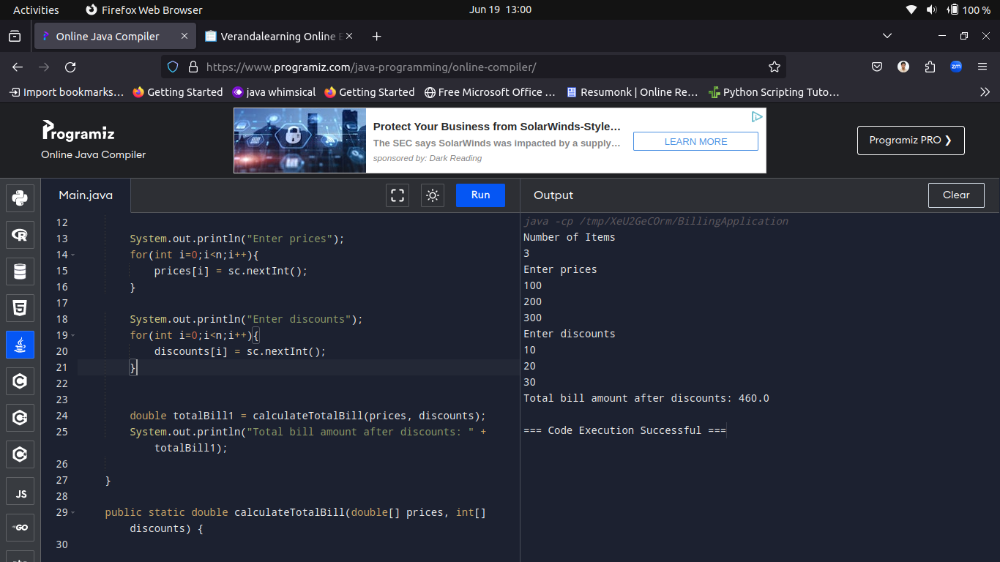 Activities
Firefox Web Browser
Jun 19 13:00
100 %
Online Java Compiler
Verandalearning Online E
https://www.programiz.com/java-programming/online-compiler/
zm
Import bookmarks…
Getting Started
java whimsical
Getting Started
Free Microsoft Office …
Resumonk | Online Re…
Python Scripting Tuto…
Programiz
Online Java Compiler
Protect Your Business from SolarWinds-Style…
The SEC says SolarWinds was impacted by a supply…
sponsored by: Dark Reading
LEARN MORE
Programiz PRO ❯
Main.java
Run
Output
Clear
JS
GO
12
13 System.out.println("Enter prices");
14 for(int i=0;i<n;i++){
15 prices[i] = sc.nextInt();
16 }
17
18 System.out.println("Enter discounts");
19 for(int i=0;i<n;i++){
20 discounts[i] = sc.nextInt();
21 }
22
23
24 double totalBill1 = calculateTotalBill(prices, discounts);
25 System.out.println("Total bill amount after discounts: " +
totalBill1);
26
27 }
28
29 public static double calculateTotalBill(double[] prices, int[]
discounts) {
30
java -cp /tmp/XeU2GeCOrm/BillingApplication
Number of Items
3
Enter prices
100
200
300
Enter discounts
10
20
30
Total bill amount after discounts: 460.0
=== Code Execution Successful ===